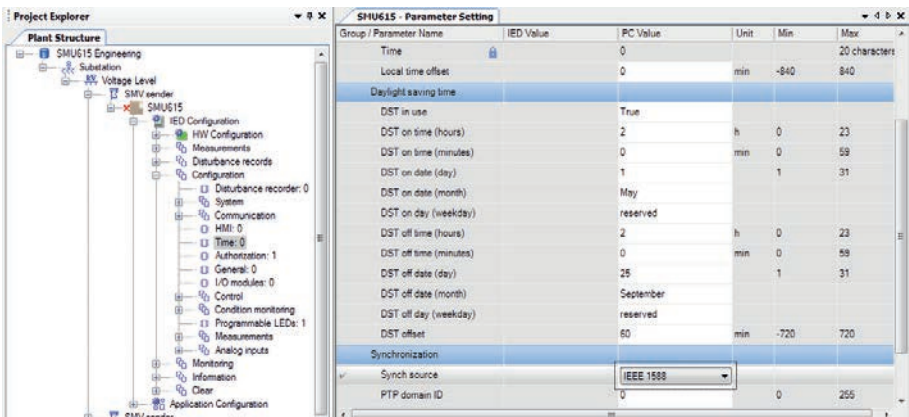 Project Explorer
Plant Structure
SMU615 Engineering
Substation
Voltage Level
SMV sender
SMU615
IED Configuration
HW Configuration
Measurements
Disturbance records
Configuration
Disturbance recorder: 0
System
Communication
HMI: 0
Time: 0
Authorization: 1
General: 0
I/O modules: 0
Control
Condition monitoring
Programmable LEDs: 1
Measurements
Analog inputs
Monitoring
Information
Clear
Application Configuration
SMV sender
SMU615 - Parameter Setting
Group / Parameter Name IED Value PC Value Unit Min Max
Time 0 20 characters
Local time offset 0 min -840 840
Daylight saving time
DST in use True
DST on time (hours) 2 h 0 23
DST on time (minutes) 0 min 0 59
DST on date (day) 1 1 31
DST on date (month) May
DST on day (weekday) reserved
DST off time (hours) 2 h 0 23
DST off time (minutes) 0 min 0 59
DST off date (day) 25 1 31
DST off date (month) September
DST off day (weekday) reserved
DST offset 60 min -720 720
Synchronization
Synch source IEEE 1588
PTP domain ID 0 0 255